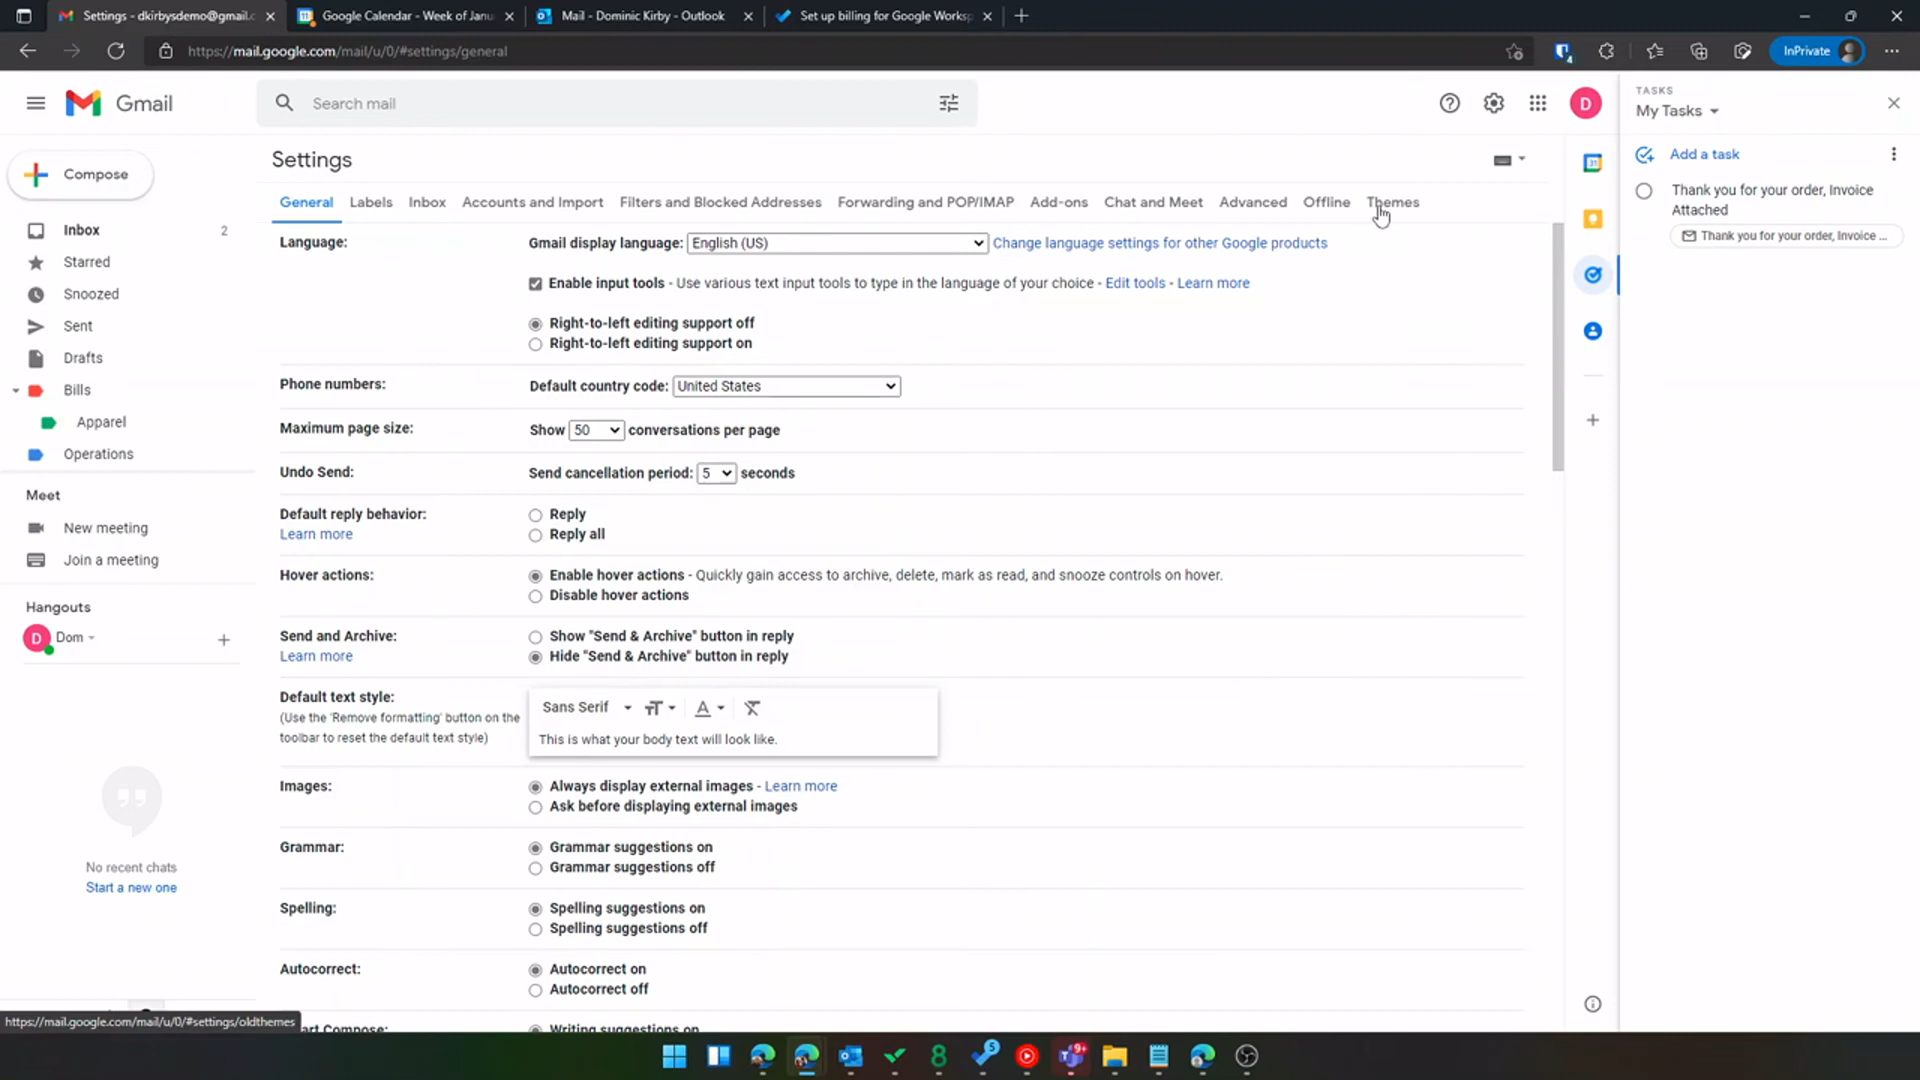 Settings - dkirbysdemo@gmail.c
Google Calendar - Week of Janu
Mail - Dominic Kirby - Outlook
Set up billing for Google Worksp
https://mail.google.com/mail/u/0/#settings/general
4
InPrivate
Gmail
Search mail
D
TASKS
My Tasks
Compose
Settings
Add a task
General
Labels
Inbox
Accounts and Import
Filters and Blocked Addresses
Forwarding and POP/IMAP
Add-ons
Chat and Meet
Advanced
Offline
Themes
Thank you for your order, Invoice
Attached
Thank you for your order, Invoice ...
31
Inbox 2
Starred
Snoozed
Sent
Drafts
Bills
Apparel
Operations
Meet
New meeting
Join a meeting
Hangouts
D Dom
No recent chats
Start a new one
Language:
Gmail display language: English (US) Change language settings for other Google products
Enable input tools - Use various text input tools to type in the language of your choice - Edit tools - Learn more
Right-to-left editing support off
Right-to-left editing support on
Phone numbers:
Default country code: United States
Maximum page size:
Show 50 conversations per page
Undo Send:
Send cancellation period: 5 seconds
Default reply behavior:
Learn more
Reply
Reply all
Hover actions:
Enable hover actions - Quickly gain access to archive, delete, mark as read, and snooze controls on hover.
Disable hover actions
Send and Archive:
Learn more
Show "Send & Archive" button in reply
Hide "Send & Archive" button in reply
Default text style:
(Use the 'Remove formatting' button on the
toolbar to reset the default text style)
Sans Serif
This is what your body text will look like.
Images:
Always display external images - Learn more
Ask before displaying external images
Grammar:
Grammar suggestions on
Grammar suggestions off
Spelling:
Spelling suggestions on
Spelling suggestions off
Autocorrect:
Autocorrect on
Autocorrect off
Compose:
Writing suggestions on
https://mail.google.com/mail/u/0/#settings/oldthemes
5
9+